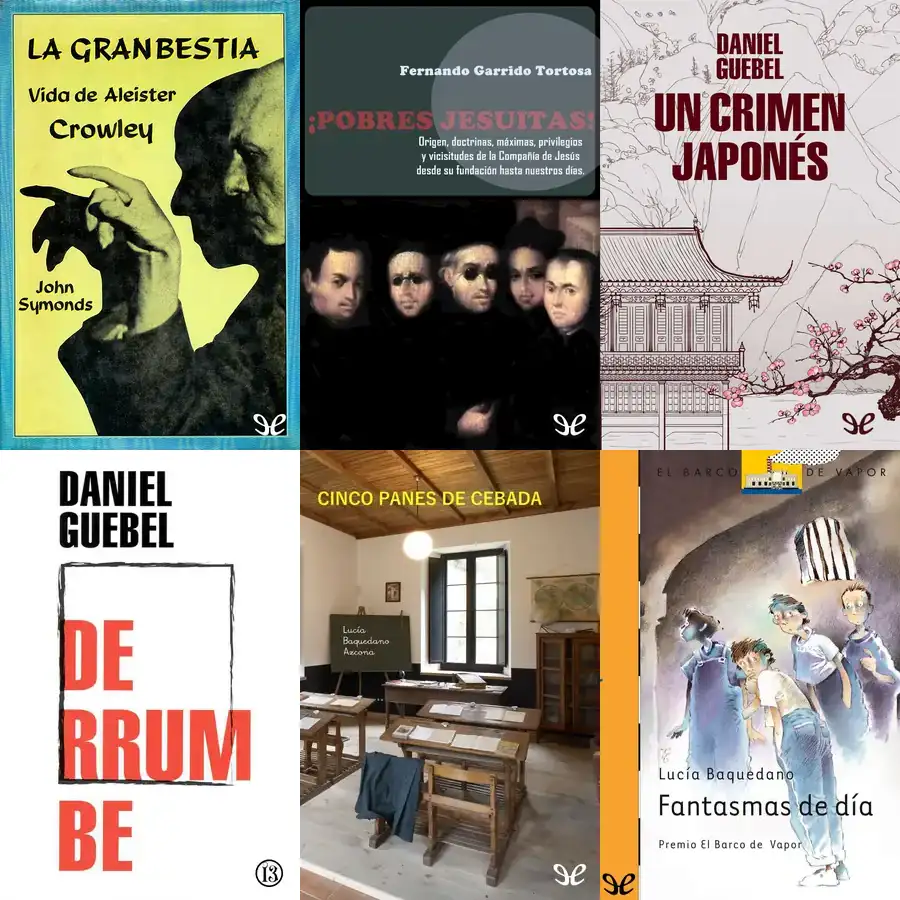 LA GRAN BESTIA
Vida de Aleister
Crowley
John
Symonds
Fernando Garrido Tortosa
¡POBRES JESUITAS!
Origen, doctrinas, máximas, privilegios
y vicisitudes de la Compañía de Jesús
desde su fundación hasta nuestros días.
DANIEL
GUEBEL
UN CRIMEN
JAPONÉS
DANIEL
GUEBEL
DE
RRUM
BE
13
CINCO PANES DE CEBADA
Lucía
Baquedano
Azcona
EL BARCO DE VAPOR
Lucía Baquedano
Fantasmas de día
Premio El Barco de Vapor